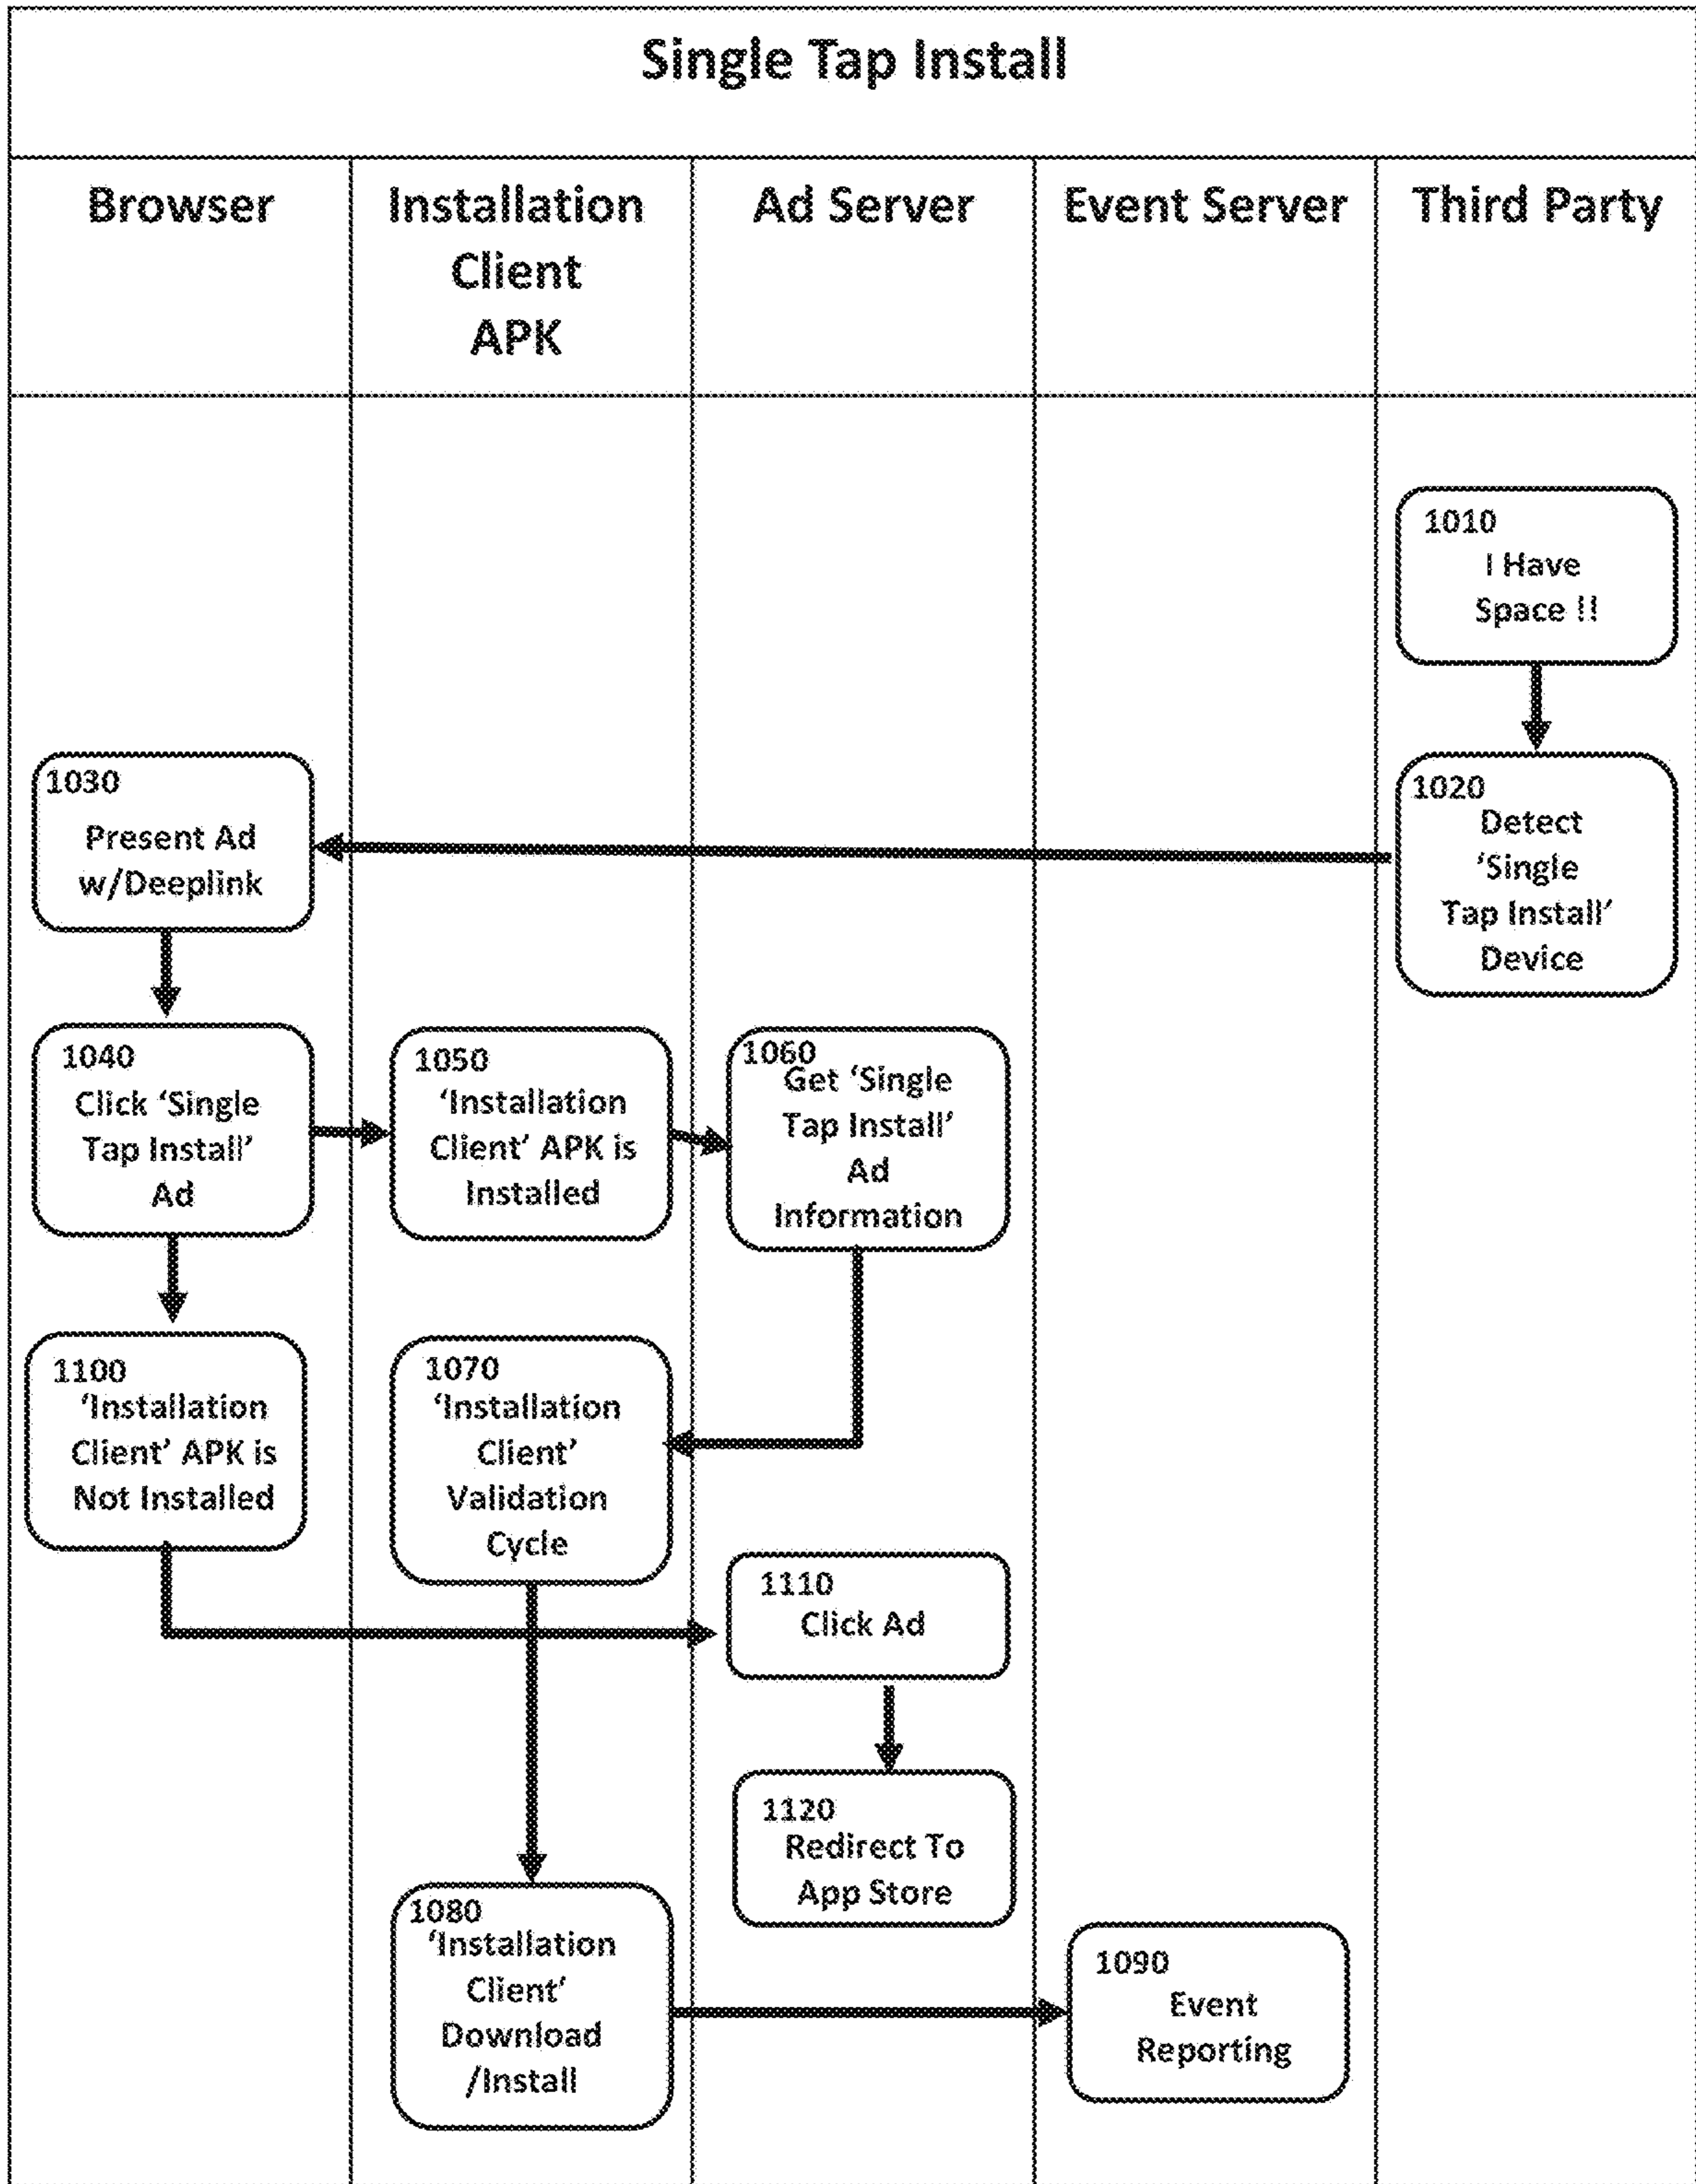 Single Tap Install
Browser
Installation
Client
APK
Ad Server
Event Server
Third Party
1010
I Have
Space !!
1020
Detect
‘Single
Tap Install’
Device
1030
Present Ad
w/Deeplink
1040
Click ‘Single
Tap Install’
Ad
1050
‘Installation
Client’ APK is
Installed
1060
Get ‘Single
Tap Install’
Ad
Information
1070
‘Installation
Client’
Validation
Cycle
1100
‘Installation
Client’ APK is
Not Installed
1110
Click Ad
1120
Redirect To
App Store
1080
‘Installation
Client’
Download
/Install
1090
Event
Reporting